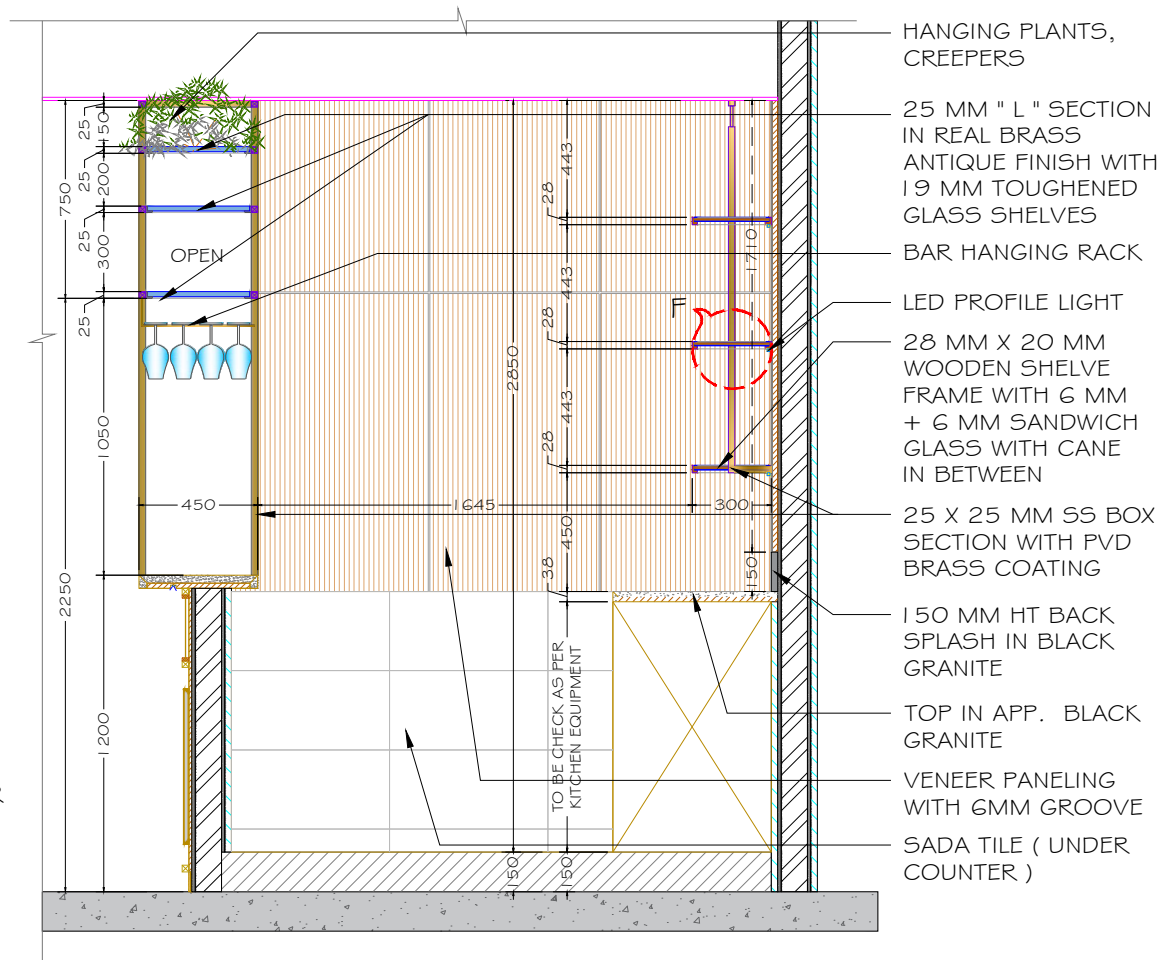 HANGING PLANTS,
CREEPERS
25 MM " L " SECTION
IN REAL BRASS
ANTIQUE FINISH WITH
19 MM TOUGHENED
GLASS SHELVES
BAR HANGING RACK
LED PROFILE LIGHT
28 MM X 20 MM
WOODEN SHELVE
FRAME WITH 6 MM
+ 6 MM SANDWICH
GLASS WITH CANE
IN BETWEEN
25 X 25 MM SS BOX
SECTION WITH PVD
BRASS COATING
150 MM HT BACK
SPLASH IN BLACK
GRANITE
TOP IN APP. BLACK
GRANITE
VENEER PANELING
WITH 6MM GROOVE
SADA TILE ( UNDER
COUNTER )
OPEN
F
TO BE CHECK AS PER
KITCHEN EQUIPMENT
25
150
25
200
25
300
25
750
1050
2250
1200
450
1645
300
2850
150
443
28
443
28
443
28
450
38
150
1710
150